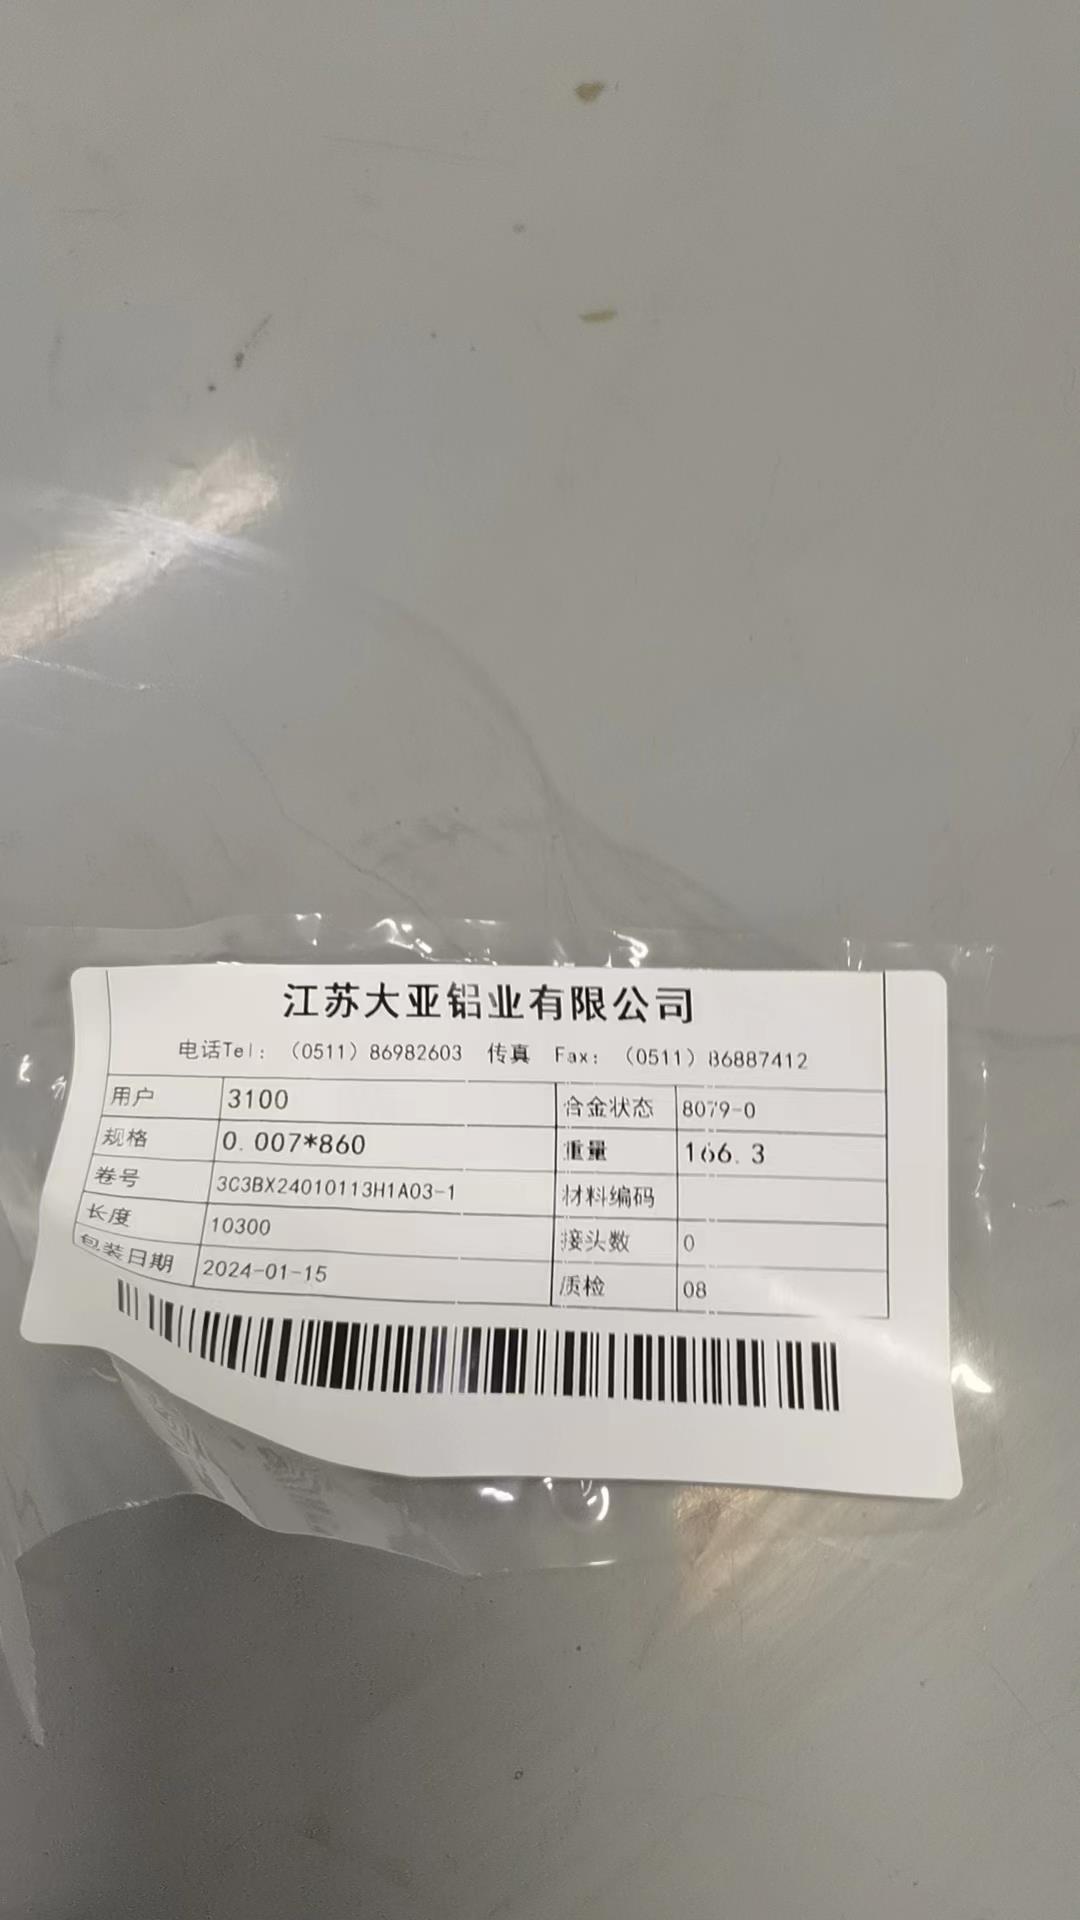 江苏大亚铝业有限公司
电话Tel: （0511）86982603 传真 Fax: （0511）86887412
用户 3100 合金状态 8079-0
规格 0.007*860 重量 166.3
卷号 3C3BX24010113H1A03-1 材料编码
长度 10300 接头数 0
包装日期 2024-01-15 质检 08